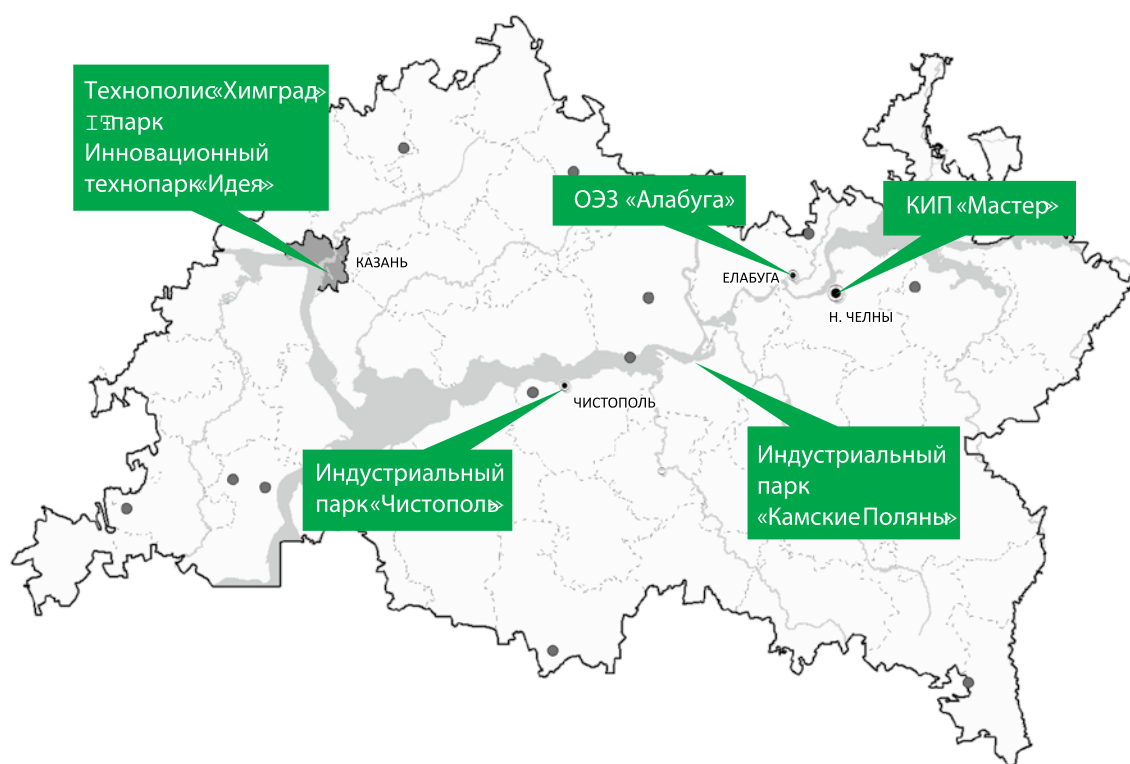 Технополис «Химград»
IT-парк
Инновационный
технопарк «Идея»
ОЭЗ «Алабуга»
КИП «Мастер»
КАЗАНЬ
ЕЛАБУГА
Н. ЧЕЛНЫ
ЧИСТОПОЛЬ
Индустриальный
парк «Чистополь»
Индустриальный
парк
«Камские Поляны»